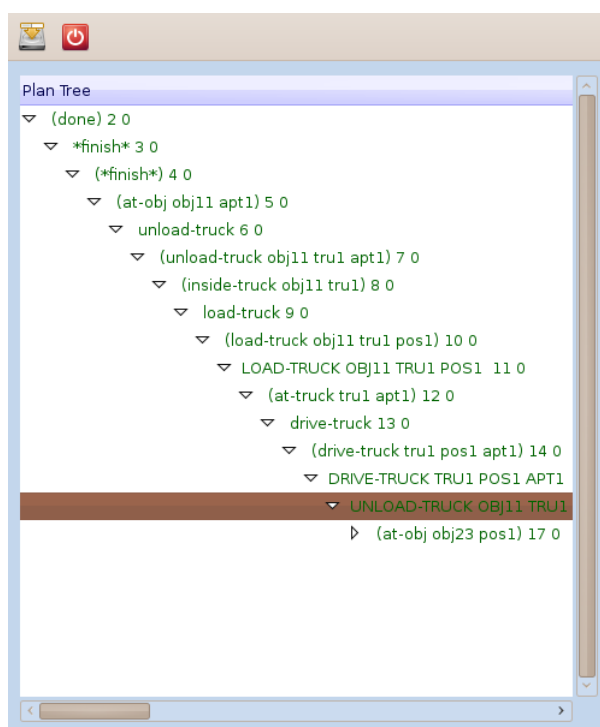 Plan Tree
(done) 2 0
*finish* 3 0
(*finish*) 4 0
(at-obj obj11 apt1) 5 0
unload-truck 6 0
(unload-truck obj11 tru1 apt1) 7 0
(inside-truck obj11 tru1) 8 0
load-truck 9 0
(load-truck obj11 tru1 pos1) 10 0
LOAD-TRUCK OBJ11 TRU1 POS1 11 0
(at-truck tru1 apt1) 12 0
drive-truck 13 0
(drive-truck tru1 pos1 apt1) 14 0
DRIVE-TRUCK TRU1 POS1 APT1
UNLOAD-TRUCK OBJ11 TRU1
(at-obj obj23 pos1) 17 0